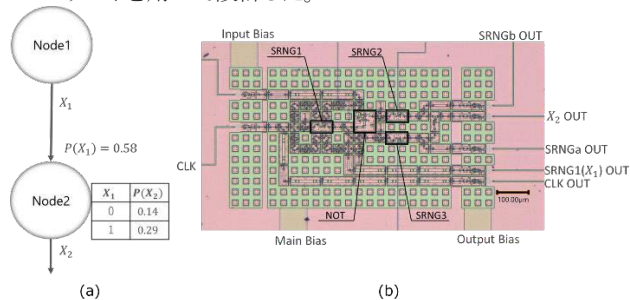 Node1
X₁
P(X₁) = 0.58
Node2
X₁ P(X₂)
0 0.14
1 0.29
X₂
(a)
SRNGb OUT
Input Bias
SRNG1
SRNG2
X₂ OUT
SRNGa OUT
CLK
SRNG1(X₁) OUT
CLK OUT
100.00μm
NOT
SRNG3
Main Bias
Output Bias
(b)